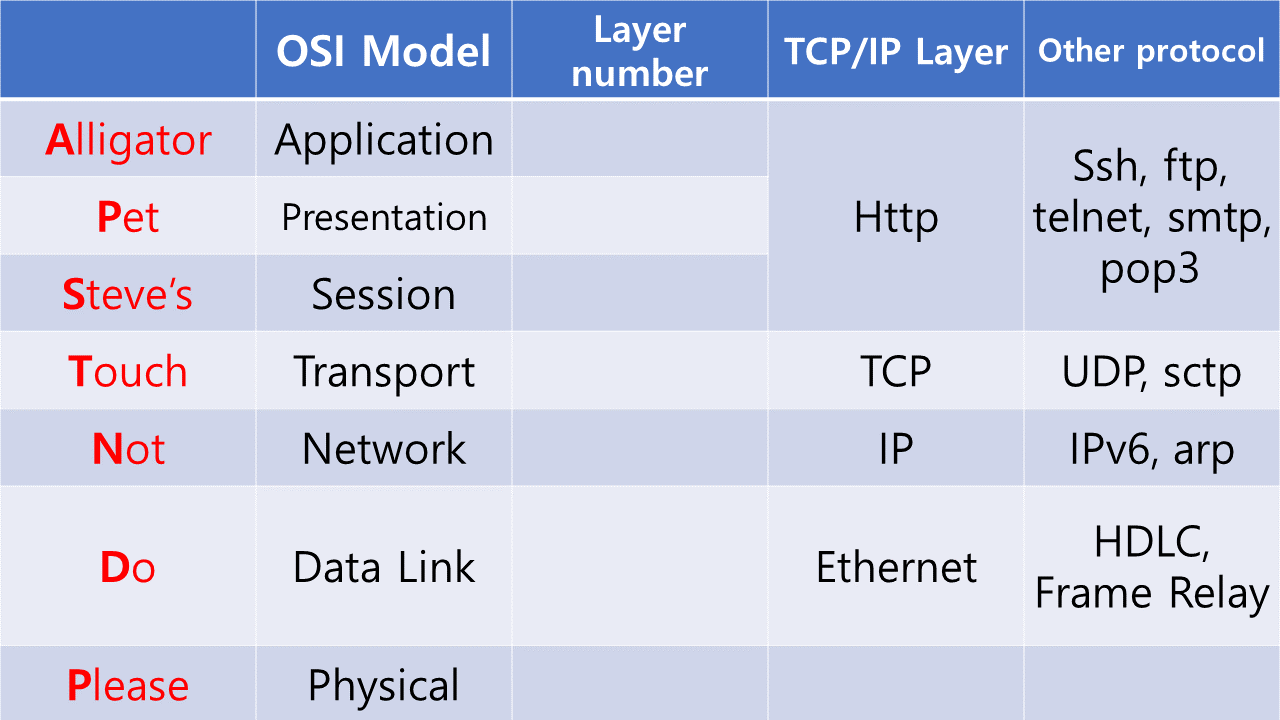 OSI Model
Layer
number
TCP/IP Layer
Other protocol
Alligator
Application
Http
Ssh, ftp,
telnet, smtp,
pop3
Pet
Presentation
Steve’s
Session
Touch
Transport
TCP
UDP, sctp
Not
Network
IP
IPv6, arp
Do
Data Link
Ethernet
HDLC,
Frame Relay
Please
Physical